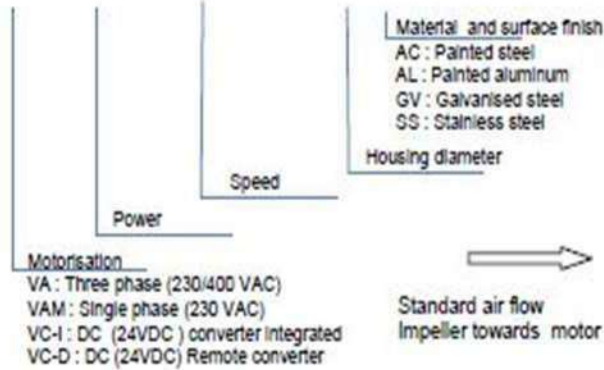 Material and surface finish
AC : Painted steel
AL : Painted aluminum
GV : Galvanised steel
SS : Stainless steel
Housing diameter
Speed
Power
Motorisation
VA : Three phase (230/400 VAC)
VAM : Single phase (230 VAC)
VC-I : DC (24VDC ) converter integrated
VC-D : DC (24VDC) Remote converter
Standard air flow
Impeller towards motor